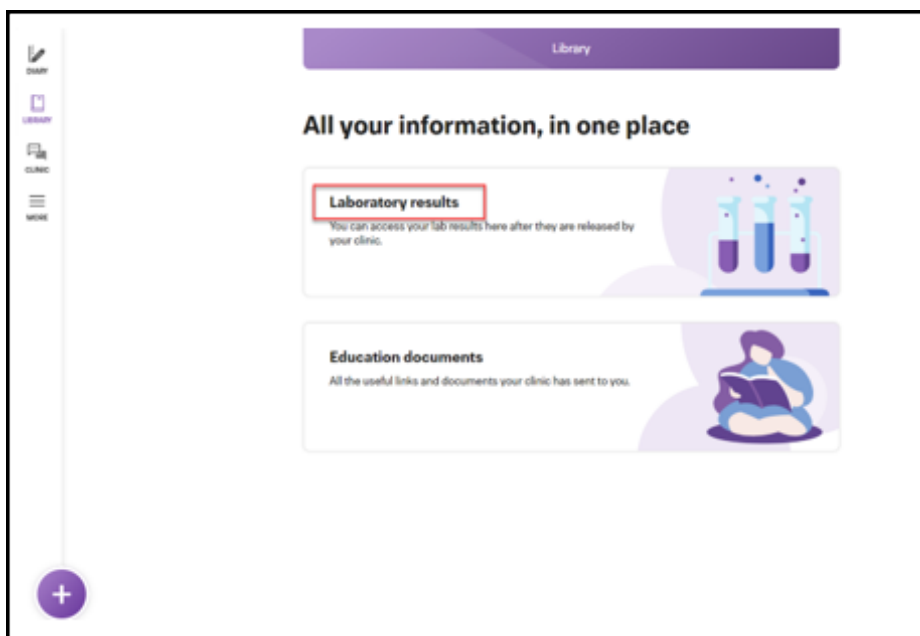 Library
DIARY
LIBRARY
CLINIC
MORE
All your information, in one place
Laboratory results
You can access your lab results here after they are released by
your clinic.
Education documents
All the useful links and documents your clinic has sent to you.
+